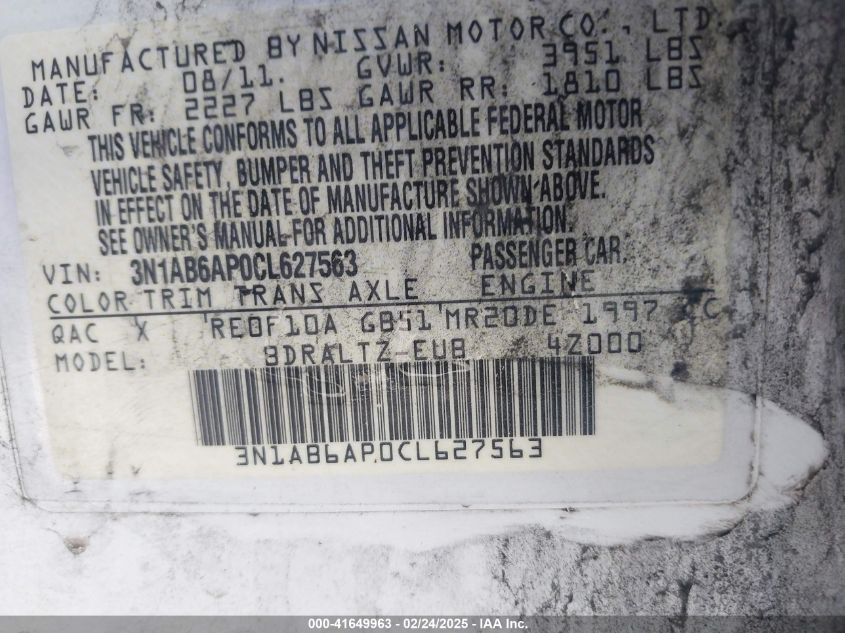 MANUFACTURED BY NISSAN MOTOR CO., LTD.
DATE: 08/11. GVWR: 3951 LBS
GAWR FR: 2227 LBS GAWR RR: 1810 LBS
THIS VEHICLE CONFORMS TO ALL APPLICABLE FEDERAL MOTOR
VEHICLE SAFETY, BUMPER AND THEFT PREVENTION STANDARDS
IN EFFECT ON THE DATE OF MANUFACTURE SHOWN ABOVE.
SEE OWNER'S MANUAL FOR ADDITIONAL INFORMATION.
VIN: 3N1AB6AP0CL627563 PASSENGER CAR.
COLOR TRIM TRANS AXLE ENGINE
QAC X RE0F10A GB51 MR20DE 1997 CC
MODEL: BDRALTZ-EUB 4Z000
3N1AB6AP0CL627563
000-41649963 - 02/24/2025 - IAA Inc.